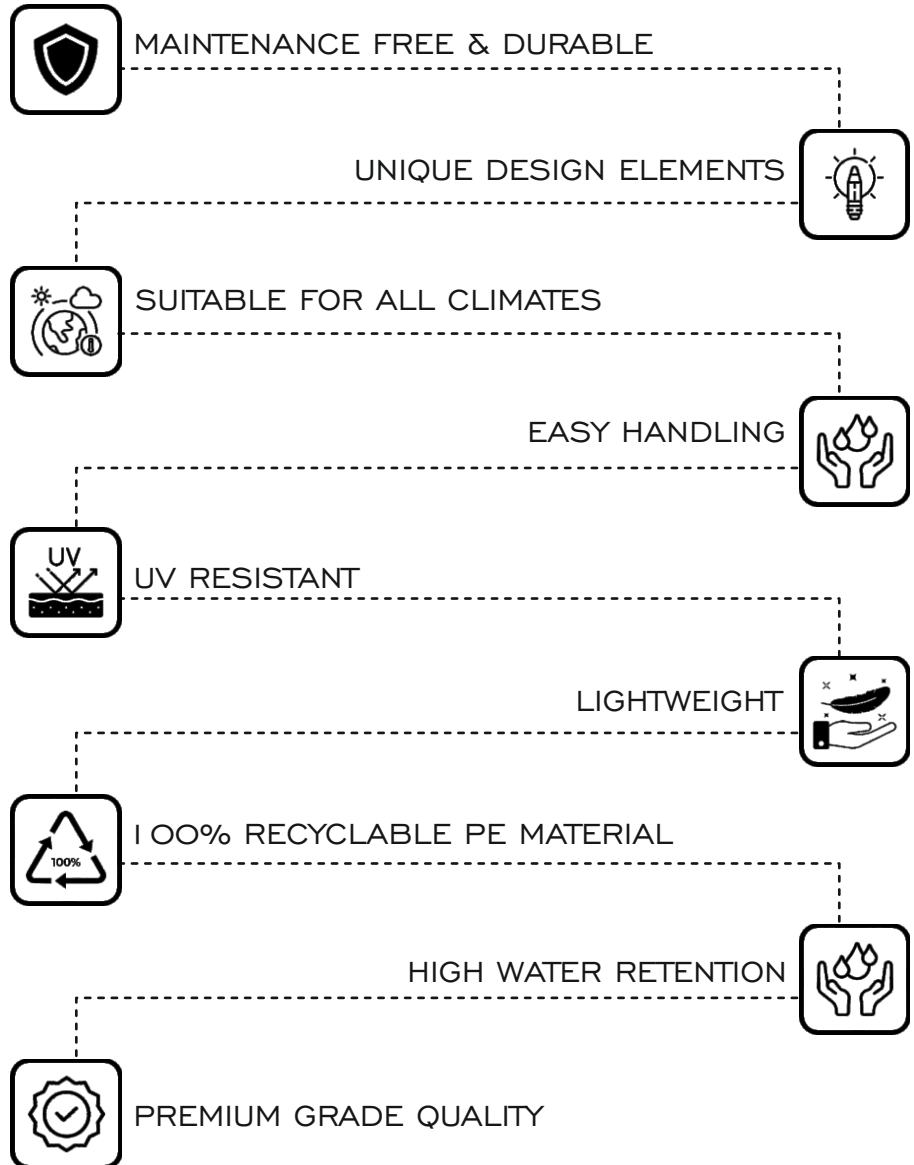 MAINTENANCE FREE & DURABLE
UNIQUE DESIGN ELEMENTS
SUITABLE FOR ALL CLIMATES
EASY HANDLING
UV
UV RESISTANT
LIGHTWEIGHT
100% RECYCLABLE PE MATERIAL
100%
HIGH WATER RETENTION
PREMIUM GRADE QUALITY